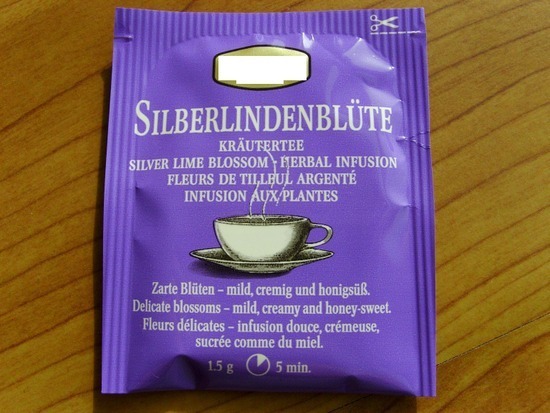 SILBERLINDENBLÜTE
KRÄUTERTEE
SILVER LIME BLOSSOM · HERBAL INFUSION
FLEURS DE TILLEUL ARGENTÉ
INFUSION AUX PLANTES
Zarte Blüten – mild, cremig und honigsüß.
Delicate blossoms – mild, creamy and honey-sweet.
Fleurs délicates – infusion douce, crémeuse,
sucrée comme du miel.
1.5 g 5 min.